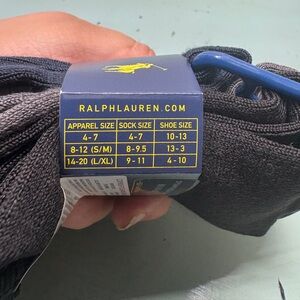 RALPHLAUREN.COM
APPAREL SIZE SOCK SIZE SHOE SIZE
4 - 7 4 - 7 10-13
8-12 (S/M) 8-9.5 13-3
14-20 (L/XL) 9 - 11 4 - 10